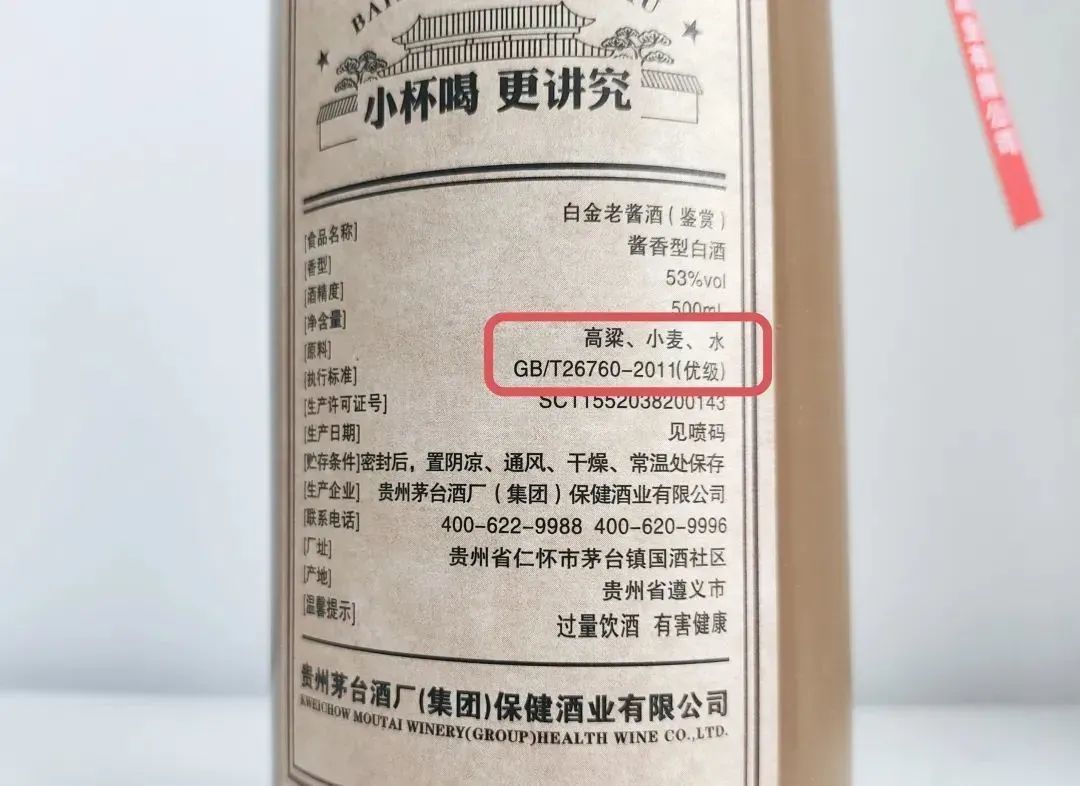 小杯喝 更讲究
[食品名称] 白金老酱酒(鉴赏)
[香型] 酱香型白酒
[酒精度] 53%vol
[净含量] 500ml
[原料] 高粱、小麦、水
[执行标准] GB/T26760-2011(优级)
[生产许可证号] SC11552038200143
[生产日期] 见喷码
[贮存条件]密封后，置阴凉、通风、干燥、常温处保存
[生产企业] 贵州茅台酒厂(集团)保健酒业有限公司
[联系电话] 400-622-9988 400-620-9996
[厂址] 贵州省仁怀市茅台镇国酒社区
[产地] 贵州省遵义市
[温馨提示] 过量饮酒 有害健康
贵州茅台酒厂(集团)保健酒业有限公司
KWEICHOW MOUTAI WINERY(GROUP)HEALTH WINE CO.,LTD.
业有限公司